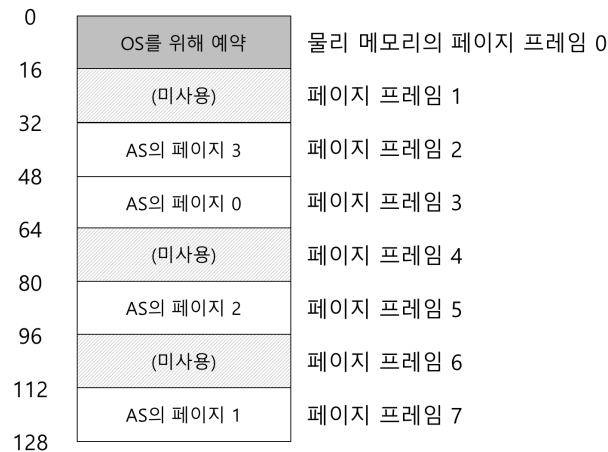 0
OS를 위해 예약 물리 메모리의 페이지 프레임 0
16
(미사용) 페이지 프레임 1
32
AS의 페이지 3 페이지 프레임 2
48
AS의 페이지 0 페이지 프레임 3
64
(미사용) 페이지 프레임 4
80
AS의 페이지 2 페이지 프레임 5
96
(미사용) 페이지 프레임 6
112
AS의 페이지 1 페이지 프레임 7
128